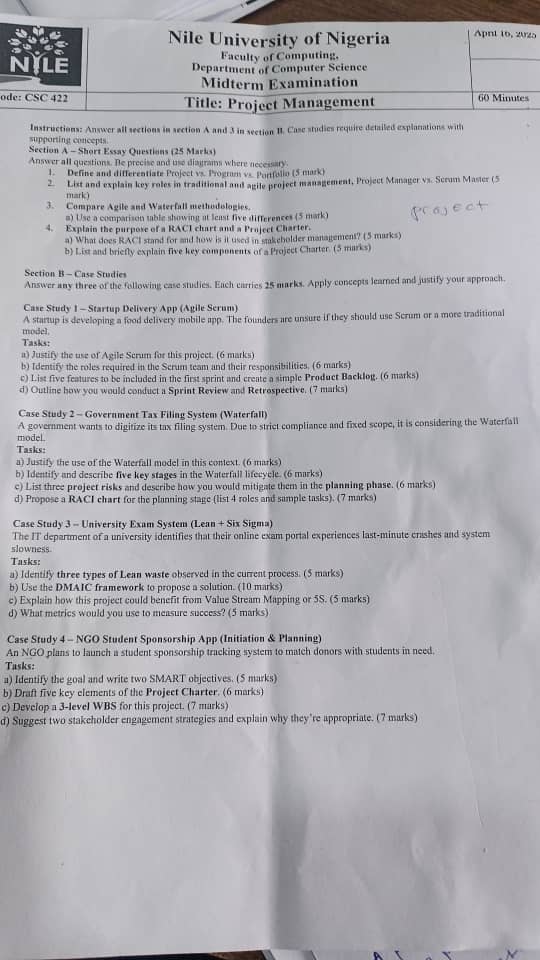 NILE
Nile University of Nigeria
Faculty of Computing,
Department of Computer Science
Midterm Examination
Title: Project Management
April 16, 2025
ode: CSC 422
60 Minutes
Instructions: Answer all sections in section A and 3 in section B. Case studies require detailed explanations with
supporting concepts.
Section A – Short Essay Questions (25 Marks)
Answer all questions. Be precise and use diagrams where necessary.
1. Define and differentiate Project vs. Program vs. Portfolio (5 mark)
2. List and explain key roles in traditional and agile project management, Project Manager vs. Scrum Master (5
mark)
3. Compare Agile and Waterfall methodologies.
a) Use a comparison table showing at least five differences (5 mark)
project
4. Explain the purpose of a RACI chart and a Project Charter.
a) What does RACI stand for and how is it used in stakeholder management? (5 marks)
b) List and briefly explain five key components of a Project Charter. (5 marks)
Section B – Case Studies
Answer any three of the following case studies. Each carries 25 marks. Apply concepts learned and justify your approach.
Case Study 1 – Startup Delivery App (Agile Scrum)
A startup is developing a food delivery mobile app. The founders are unsure if they should use Scrum or a more traditional
model.
Tasks:
a) Justify the use of Agile Scrum for this project. (6 marks)
b) Identify the roles required in the Scrum team and their responsibilities. (6 marks)
c) List five features to be included in the first sprint and create a simple Product Backlog. (6 marks)
d) Outline how you would conduct a Sprint Review and Retrospective. (7 marks)
Case Study 2 – Government Tax Filing System (Waterfall)
A government wants to digitize its tax filing system. Due to strict compliance and fixed scope, it is considering the Waterfall
model.
Tasks:
a) Justify the use of the Waterfall model in this context. (6 marks)
b) Identify and describe five key stages in the Waterfall lifecycle. (6 marks)
c) List three project risks and describe how you would mitigate them in the planning phase. (6 marks)
d) Propose a RACI chart for the planning stage (list 4 roles and sample tasks). (7 marks)
Case Study 3 – University Exam System (Lean + Six Sigma)
The IT department of a university identifies that their online exam portal experiences last-minute crashes and system
slowness.
Tasks:
a) Identify three types of Lean waste observed in the current process. (5 marks)
b) Use the DMAIC framework to propose a solution. (10 marks)
c) Explain how this project could benefit from Value Stream Mapping or 5S. (5 marks)
d) What metrics would you use to measure success? (5 marks)
Case Study 4 – NGO Student Sponsorship App (Initiation & Planning)
An NGO plans to launch a student sponsorship tracking system to match donors with students in need.
Tasks:
a) Identify the goal and write two SMART objectives. (5 marks)
b) Draft five key elements of the Project Charter. (6 marks)
c) Develop a 3-level WBS for this project. (7 marks)
d) Suggest two stakeholder engagement strategies and explain why they're appropriate. (7 marks)